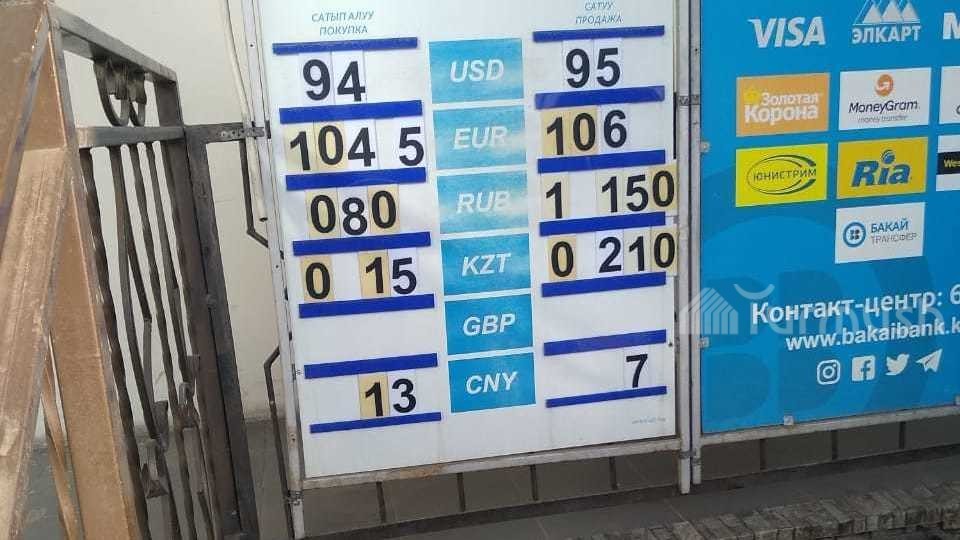 САТЫП АЛУУ
ПОКУПКА
САТУУ
ПРОДАЖА
94 USD 95
104 5 EUR 106
080 RUB 1 150
0 15 KZT 0 210
GBP
13 CNY 7
VISA
ЭЛКАРТ
Золотая
Корона
MoneyGram
money transfer
ЮНИСТРИМ
Ria
БАКАЙ
ТРАНСФЕР
Контакт-центр: 6
www.bakaibank.k